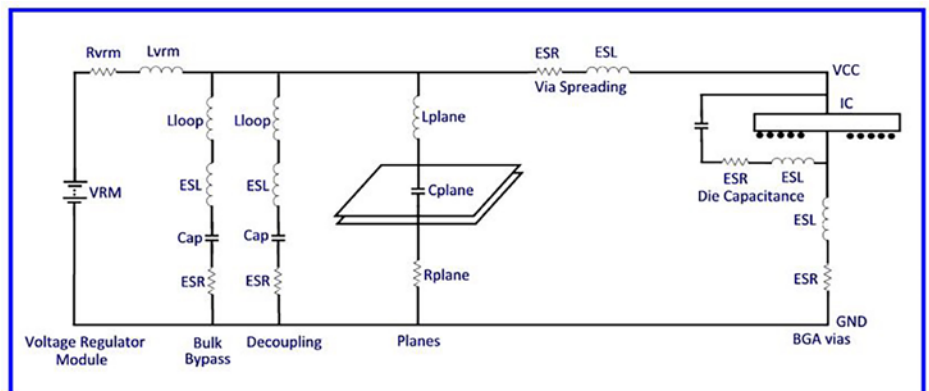 Rvrm
Lvrm
ESR
ESL
Via Spreading
VCC
IC
Lloop
Lloop
Lplane
VRM
ESL
ESL
Cplane
ESR
ESL
Die Capacitance
Cap
Cap
ESL
ESR
ESR
Rplane
ESR
GND
Voltage Regulator
Module
Bulk
Bypass
Decoupling
Planes
BGA vias